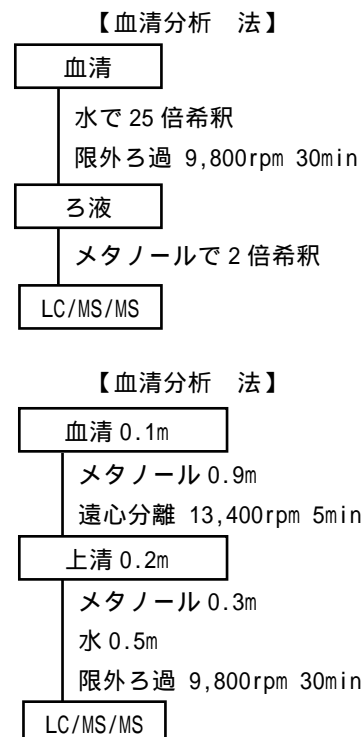 【血清分析　法】
血清
水で 25 倍希釈
限外ろ過 9,800rpm 30min
ろ液
メタノールで 2 倍希釈
LC/MS/MS
【血清分析　法】
血清 0.1m
メタノール 0.9m
遠心分離 13,400rpm 5min
上清 0.2m
メタノール 0.3m
水 0.5m
限外ろ過 9,800rpm 30min
LC/MS/MS